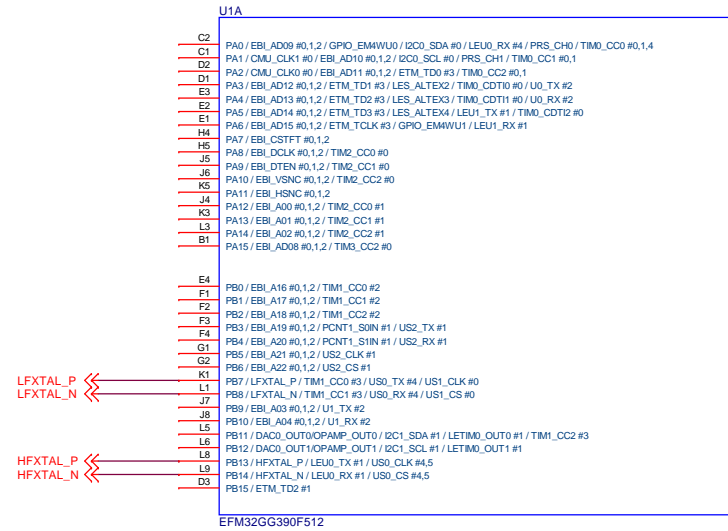 U1A
C2 PA0 / EBI_AD09 #0,1,2 / GPIO_EM4WU0 / I2C0_SDA #0 / LEU0_RX #4 / PRS_CH0 / TIM0_CC0 #0,1,4
C1 PA1 / CMU_CLK1 #0 / EBI_AD10 #0,1,2 / I2C0_SCL #0 / PRS_CH1 / TIM0_CC1 #0,1
D2 PA2 / CMU_CLK0 #0 / EBI_AD11 #0,1,2 / ETM_TD0 #3 / TIM0_CC2 #0,1
D1 PA3 / EBI_AD12 #0,1,2 / ETM_TD1 #3 / LES_ALTEX2 / TIM0_CDTI0 #0 / U0_TX #2
E3 PA4 / EBI_AD13 #0,1,2 / ETM_TD2 #3 / LES_ALTEX3 / TIM0_CDTI1 #0 / U0_RX #2
E2 PA5 / EBI_AD14 #0,1,2 / ETM_TD3 #3 / LES_ALTEX4 / LEU1_TX #1 / TIM0_CDTI2 #0
E1 PA6 / EBI_AD15 #0,1,2 / ETM_TCLK #3 / GPIO_EM4WU1 / LEU1_RX #1
H4 PA7 / EBI_CSTFT #0,1,2
H5 PA8 / EBI_DCLK #0,1,2 / TIM2_CC0 #0
J5 PA9 / EBI_DTEN #0,1,2 / TIM2_CC1 #0
J6 PA10 / EBI_VSNC #0,1,2 / TIM2_CC2 #0
K5 PA11 / EBI_HSNC #0,1,2
J4 PA12 / EBI_A00 #0,1,2 / TIM2_CC0 #1
K3 PA13 / EBI_A01 #0,1,2 / TIM2_CC1 #1
L3 PA14 / EBI_A02 #0,1,2 / TIM2_CC2 #1
B1 PA15 / EBI_AD08 #0,1,2 / TIM3_CC2 #0
E4 PB0 / EBI_A16 #0,1,2 / TIM1_CC0 #2
F1 PB1 / EBI_A17 #0,1,2 / TIM1_CC1 #2
F2 PB2 / EBI_A18 #0,1,2 / TIM1_CC2 #2
F3 PB3 / EBI_A19 #0,1,2 / PCNT1_S0IN #1 / US2_TX #1
F4 PB4 / EBI_A20 #0,1,2 / PCNT1_S1IN #1 / US2_RX #1
G1 PB5 / EBI_A21 #0,1,2 / US2_CLK #1
G2 PB6 / EBI_A22 #0,1,2 / US2_CS #1
LFXTAL_P K1 PB7 / LFXTAL_P / TIM1_CC0 #3 / US0_TX #4 / US1_CLK #0
LFXTAL_N L1 PB8 / LFXTAL_N / TIM1_CC1 #3 / US0_RX #4 / US1_CS #0
J7 PB9 / EBI_A03 #0,1,2 / U1_TX #2
J8 PB10 / EBI_A04 #0,1,2 / U1_RX #2
L5 PB11 / DAC0_OUT0/OPAMP_OUT0 / I2C1_SDA #1 / LETIM0_OUT0 #1 / TIM1_CC2 #3
L6 PB12 / DAC0_OUT1/OPAMP_OUT1 / I2C1_SCL #1 / LETIM0_OUT1 #1
HFXTAL_P L8 PB13 / HFXTAL_P / LEU0_TX #1 / US0_CLK #4,5
HFXTAL_N L9 PB14 / HFXTAL_N / LEU0_RX #1 / US0_CS #4,5
D3 PB15 / ETM_TD2 #1
EFM32GG390F512